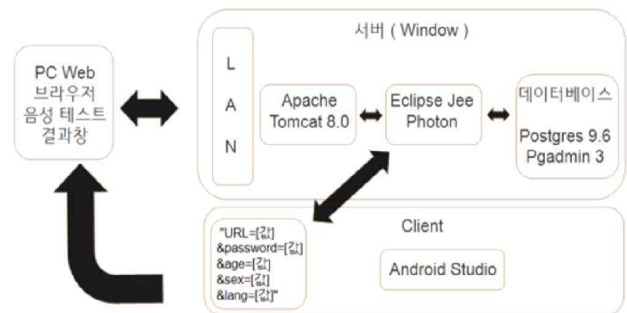 서버 ( Window )
PC Web
브라우저
음성 테스트
결과창
L
A
N
Apache
Tomcat 8.0
Eclipse Jee
Photon
데이터베이스
Postgres 9.6
Pgadmin 3
"URL=[값]
&password=[값]
&age=[값]
&sex=[값]
&lang=[값]"
Client
Android Studio